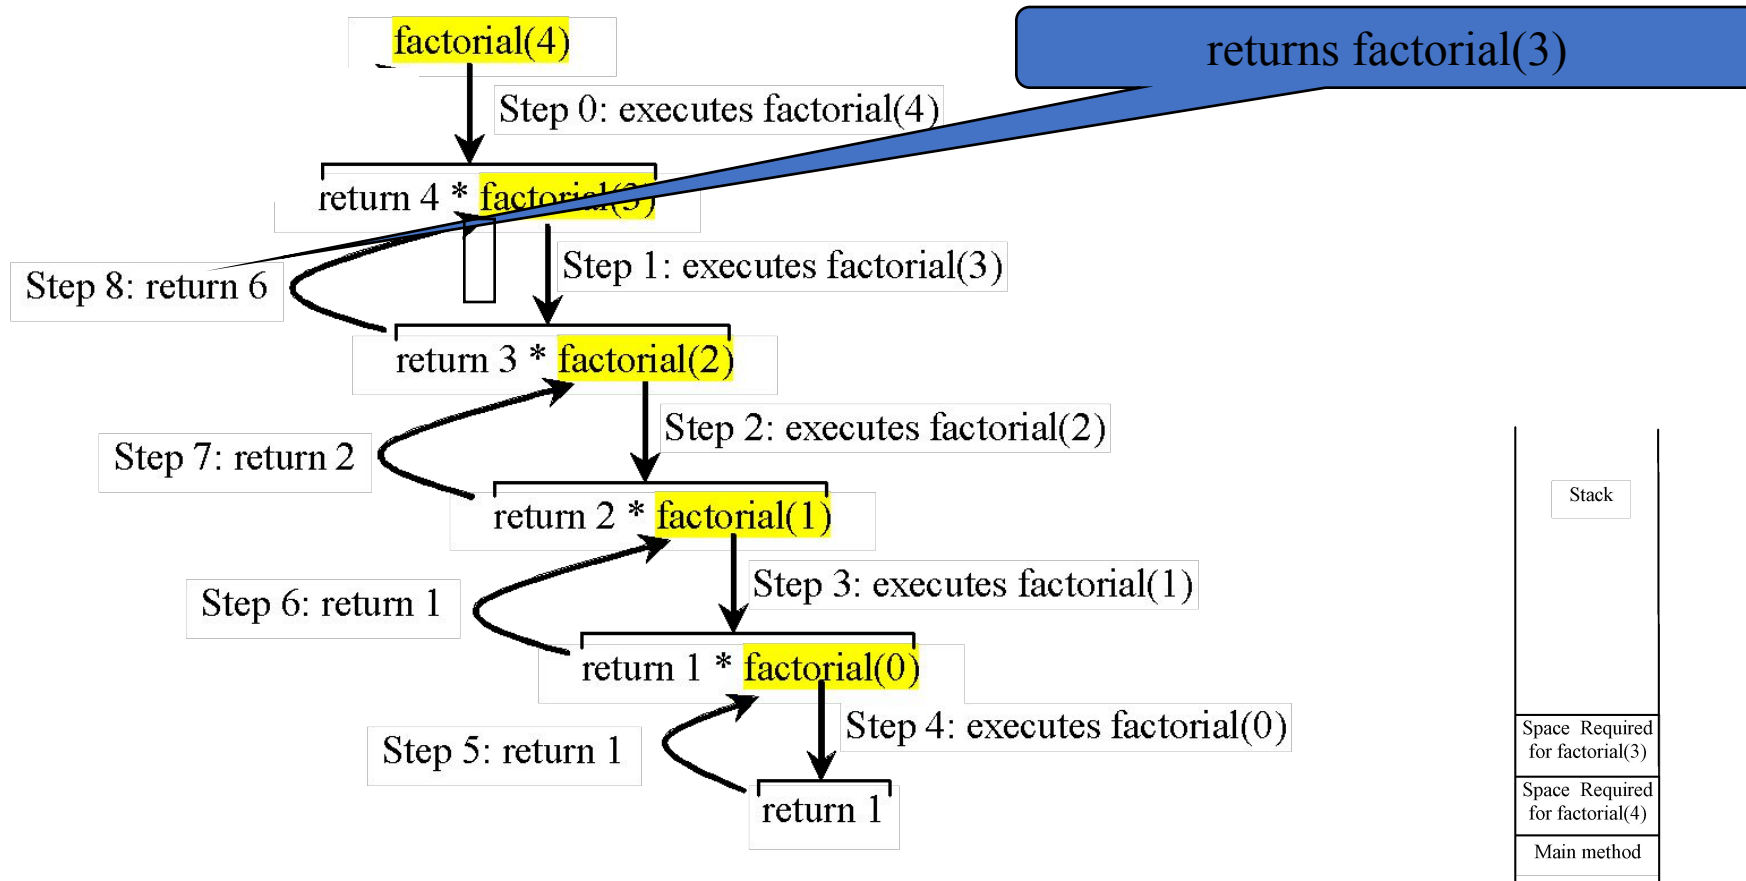 factorial(4)
returns factorial(3)
Step 0: executes factorial(4)
return 4 * factorial(3)
Step 8: return 6
Step 1: executes factorial(3)
return 3 * factorial(2)
Step 7: return 2
Step 2: executes factorial(2)
return 2 * factorial(1)
Step 6: return 1
Step 3: executes factorial(1)
return 1 * factorial(0)
Step 5: return 1
Step 4: executes factorial(0)
return 1
Stack
Space Required
for factorial(3)
Space Required
for factorial(4)
Main method